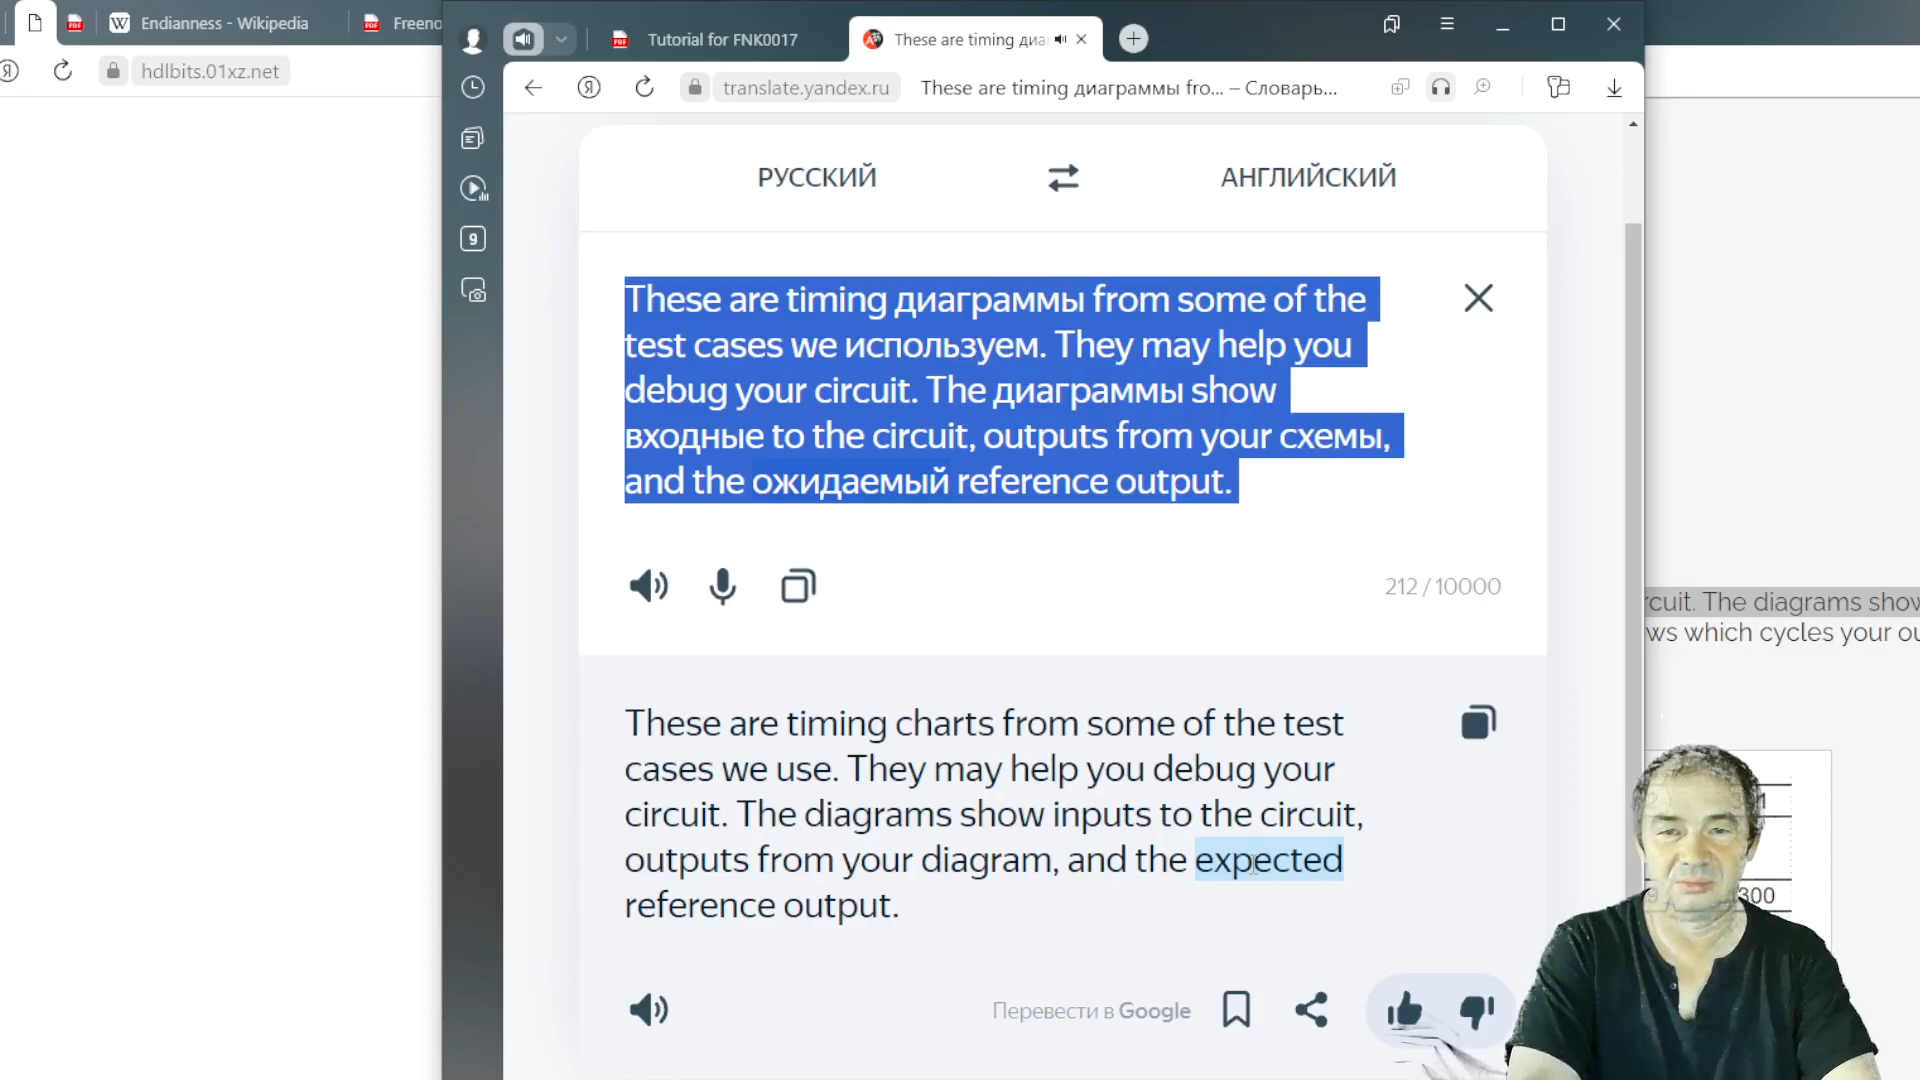 Endianness - Wikipedia
Freeno
Tutorial for FNK0017
These are timing диа
hdlbits.01xz.net
translate.yandex.ru
These are timing диаграммы fro... – Словарь...
9
РУССКИЙ
АНГЛИЙСКИЙ
These are timing диаграммы from some of the
test cases we используем. They may help you
debug your circuit. The диаграммы show
входные to the circuit, outputs from your схемы,
and the ожидаемый reference output.
212 / 10000
rcuit. The diagrams show
ws which cycles your ou
These are timing charts from some of the test
cases we use. They may help you debug your
circuit. The diagrams show inputs to the circuit,
outputs from your diagram, and the expected
reference output.
300
Перевести в Google